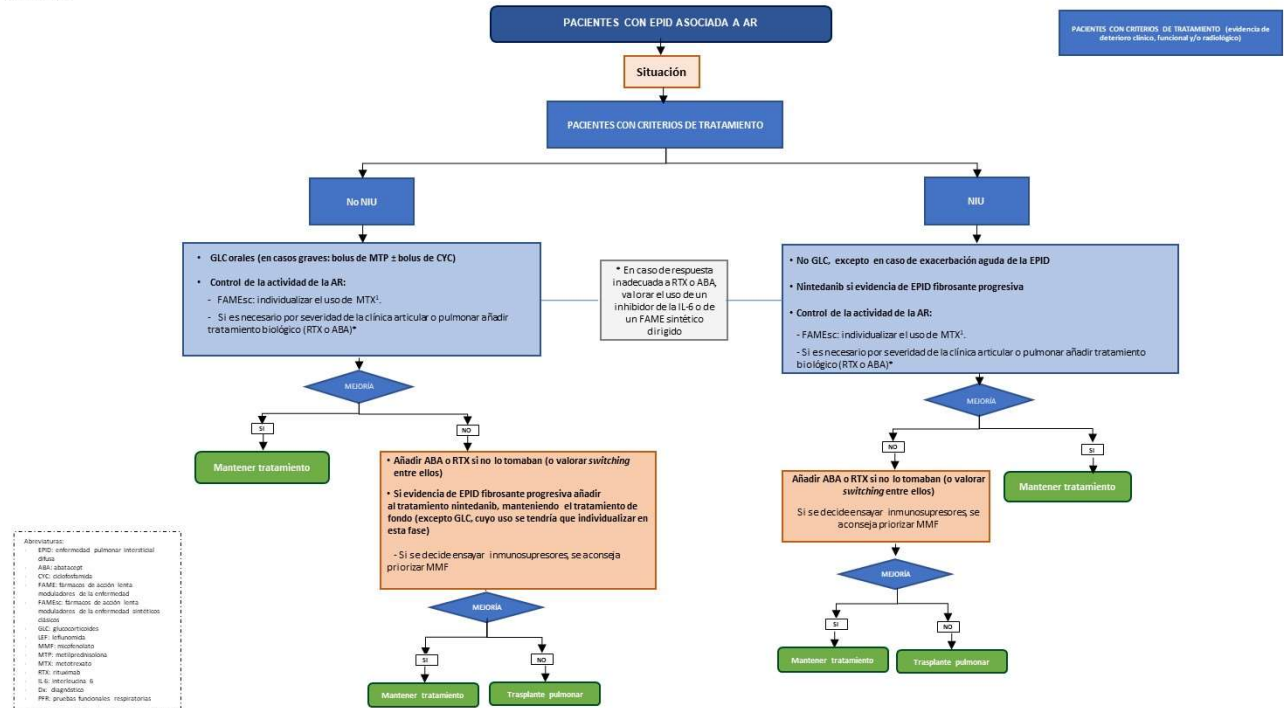 PACIENTES CON EPID ASOCIADA A AR
PACIENTES CON CRITERIOS DE TRATAMIENTO (evidencia de
deterioro clínico, funcional y/o radiológico)
Situación
PACIENTES CON CRITERIOS DE TRATAMIENTO
No NIU
NIU
• GLC orales (en casos graves: bolus de MTP ± bolus de CYC)
• Control de la actividad de la AR:
- FAMEsc: individualizar el uso de MTX¹.
- Si es necesario por severidad de la clínica articular o pulmonar añadir
tratamiento biológico (RTX o ABA)*
* En caso de respuesta
inadecuada a RTX o ABA,
valorar el uso de un
inhibidor de la IL-6 o de
un FAME sintético
dirigido
• No GLC, excepto en caso de exacerbación aguda de la EPID
• Nintedanib si evidencia de EPID fibrosante progresiva
• Control de la actividad de la AR:
- FAMEsc: individualizar el uso de MTX¹.
- Si es necesario por severidad de la clínica articular o pulmonar añadir tratamiento
biológico (RTX o ABA)*
MEJORÍA
SI
NO
Mantener tratamiento
• Añadir ABA o RTX si no lo tomaban (o valorar switching
entre ellos)
• Si evidencia de EPID fibrosante progresiva añadir
al tratamiento nintedanib, manteniendo el tratamiento de
fondo (excepto GLC, cuyo uso se tendría que individualizar en
esta fase)
- Si se decide ensayar inmunosupresores, se aconseja
priorizar MMF
MEJORÍA
SI
NO
Mantener tratamiento
Trasplante pulmonar
MEJORÍA
NO
SI
Añadir ABA o RTX si no lo tomaban (o valorar
switching entre ellos)
Si se decide ensayar inmunosupresores, se
aconseja priorizar MMF
Mantener tratamiento
MEJORÍA
SI
NO
Mantener tratamiento
Trasplante pulmonar
Abreviaturas:
EPID: enfermedad pulmonar intersticial
difusa
ABA: abatacept
CYC: ciclofosfamida
FAME: fármacos de acción lenta
moduladores de la enfermedad
FAMEsc: fármacos de acción lenta
moduladores de la enfermedad sintéticos
clásicos
GLC: glucocorticoides
LEF: leflunomida
MMF: micofenolato
MTP: metilprednisolona
MTX: metotrexato
RTX: rituximab
IL-6: interleucina 6
Dx: diagnóstico
PFR: pruebas funcionales respiratorias